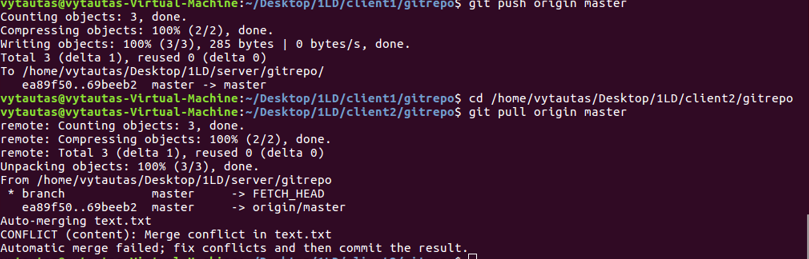 vytautas@vytautas-Virtual-Machine:~/Desktop/1LD/client1/gitrepo$ git push origin master
Counting objects: 3, done.
Compressing objects: 100% (2/2), done.
Writing objects: 100% (3/3), 285 bytes | 0 bytes/s, done.
Total 3 (delta 1), reused 0 (delta 0)
To /home/vytautas/Desktop/1LD/server/gitrepo/
   ea89f50..69beeb2  master -> master
vytautas@vytautas-Virtual-Machine:~/Desktop/1LD/client1/gitrepo$ cd /home/vytautas/Desktop/1LD/client2/gitrepo
vytautas@vytautas-Virtual-Machine:~/Desktop/1LD/client2/gitrepo$ git pull origin master
remote: Counting objects: 3, done.
remote: Compressing objects: 100% (2/2), done.
remote: Total 3 (delta 1), reused 0 (delta 0)
Unpacking objects: 100% (3/3), done.
From /home/vytautas/Desktop/1LD/server/gitrepo
 * branch            master     -> FETCH_HEAD
   ea89f50..69beeb2  master     -> origin/master
Auto-merging text.txt
CONFLICT (content): Merge conflict in text.txt
Automatic merge failed; fix conflicts and then commit the result.